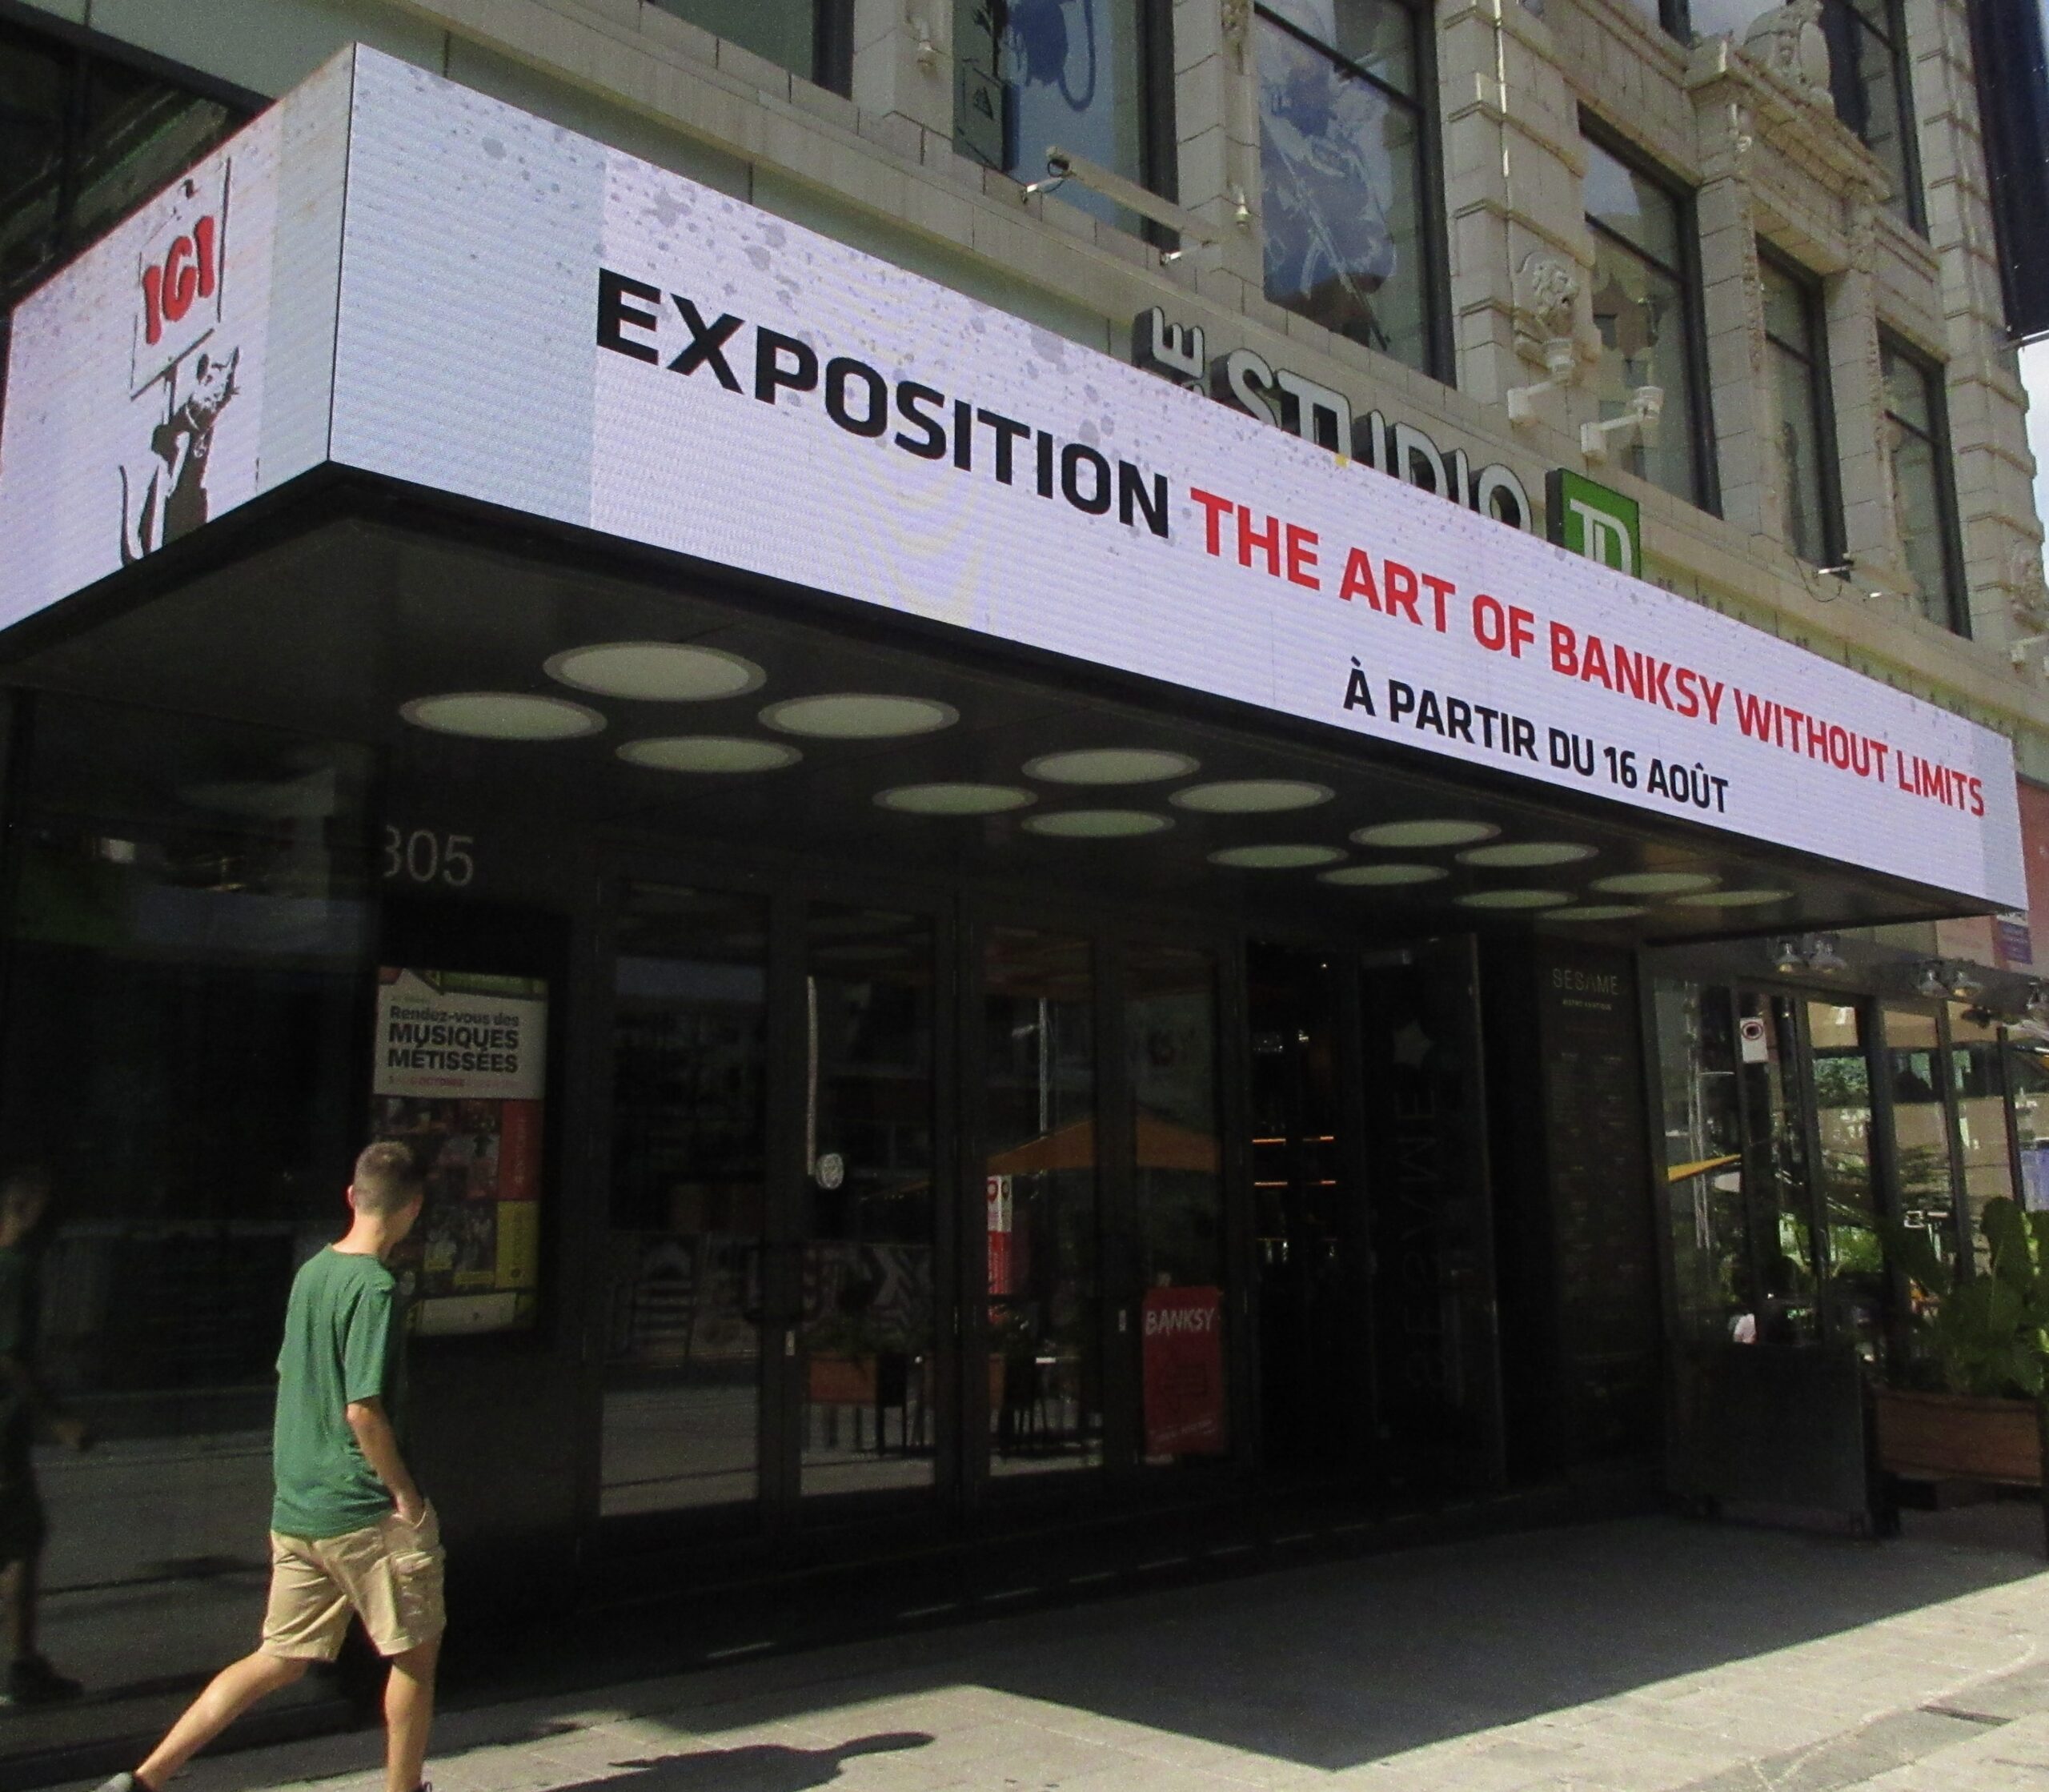 EXPOSITION THE ART OF BANKSY WITHOUT LIMITS
À PARTIR DU 16 AOÛT
LE STUDIO TD
305
Rendez-vous des
MUSIQUES
MÉTISSÉES
BANKSY
SESAME